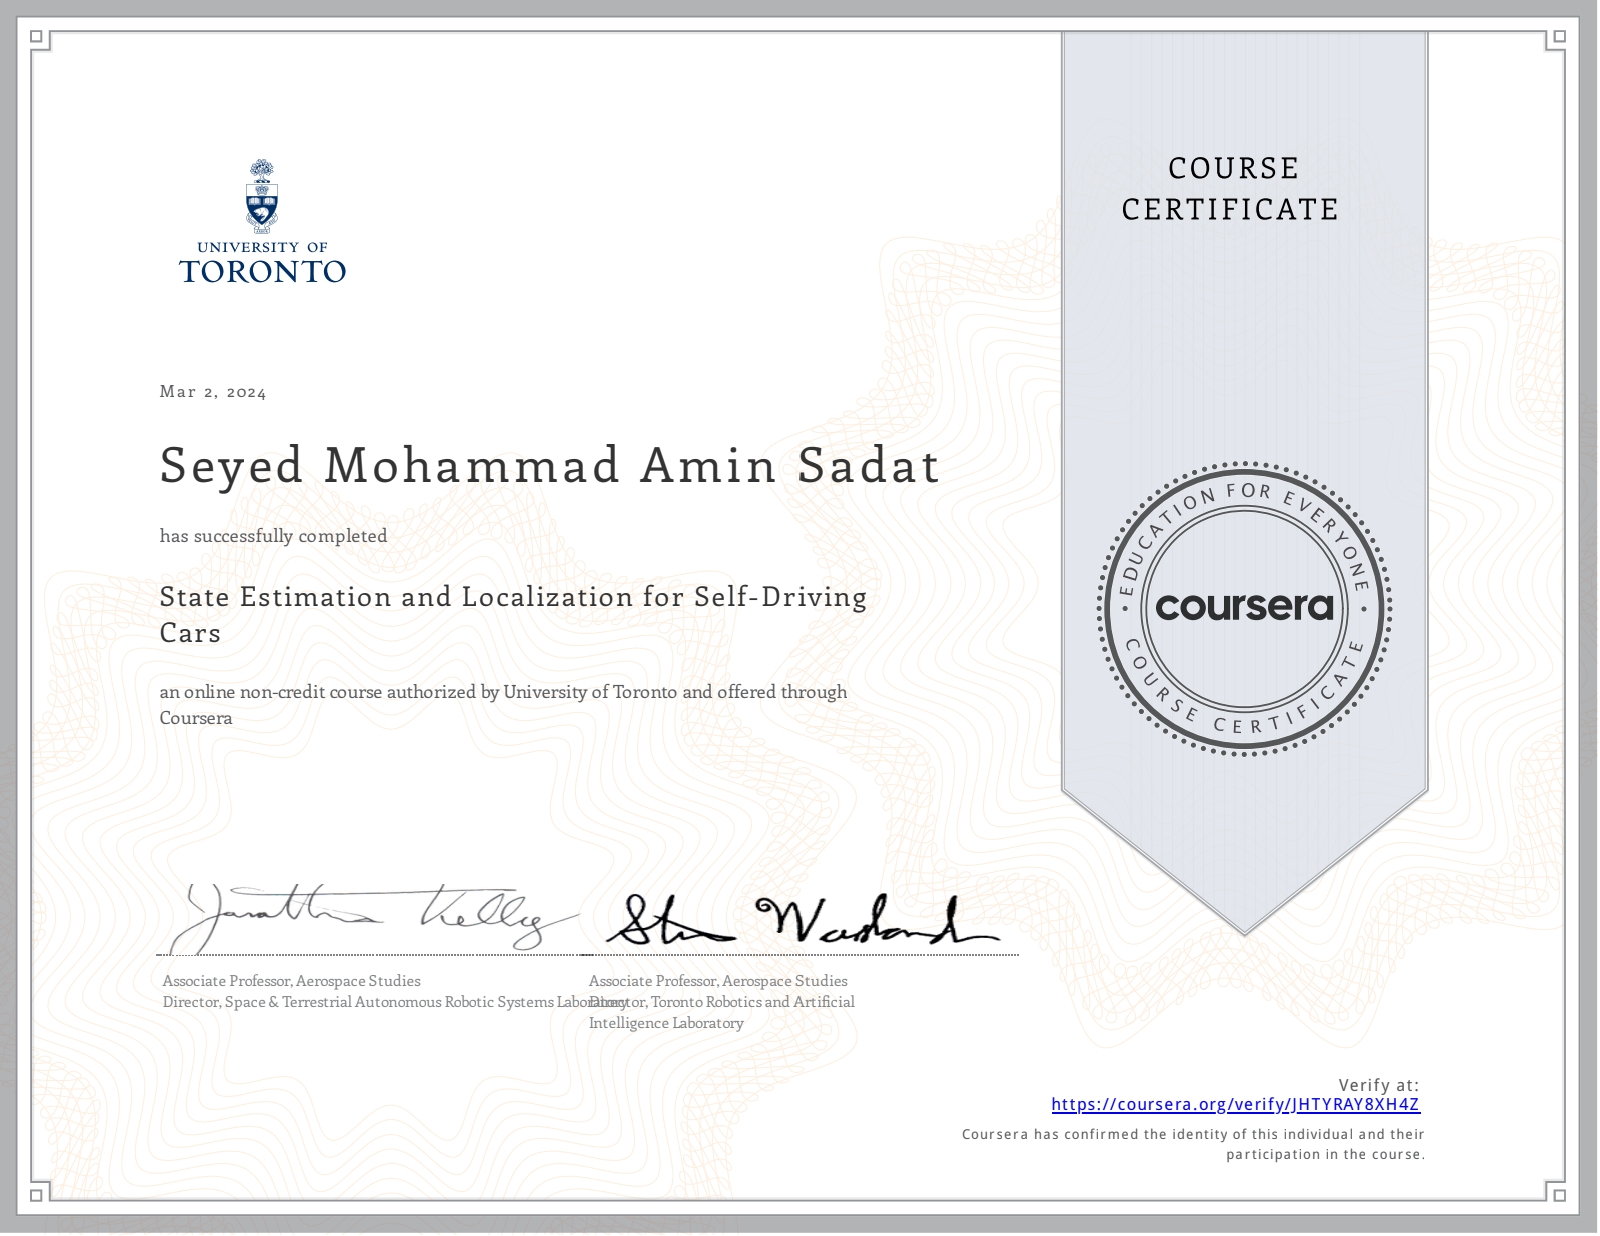 UNIVERSITY OF
TORONTO
COURSE
CERTIFICATE
Mar 2, 2024
Seyed Mohammad Amin Sadat
has successfully completed
State Estimation and Localization for Self-Driving
Cars
an online non-credit course authorized by University of Toronto and offered through
Coursera
EDUCATION FOR EVERYONE
coursera
COURSE CERTIFICATE
Jonathan Kelly
Associate Professor, Aerospace Studies
Director, Space & Terrestrial Autonomous Robotic Systems Laboratory
Associate Professor, Aerospace Studies
Director, Toronto Robotics and Artificial
Intelligence Laboratory
Verify at:
https://coursera.org/verify/JHTYRAY8XH4Z
Coursera has confirmed the identity of this individual and their
participation in the course.